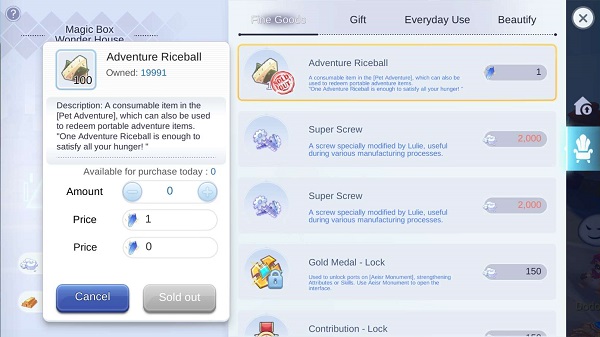 ?
Magic Box
Wonder House
Fine Goods
Gift
Everyday Use
Beautify
Adventure Riceball
Owned: 19991
100
Description: A consumable item in the
[Pet Adventure], which can also be used
to redeem portable adventure items.
"One Adventure Riceball is enough to
satisfy all your hunger! "
Available for purchase today : 0
Amount
0
Price
1
Price
0
Cancel
Sold out
Adventure Riceball
SOLD OUT
A consumable item in the [Pet Adventure], which can also be
used to redeem portable adventure items.
"One Adventure Riceball is enough to satisfy all your hunger! "
1
Super Screw
A screw specially modified by Lulie, useful
during various manufacturing processes.
2,000
Super Screw
A screw specially modified by Lulie, useful
during various manufacturing processes.
2,000
Gold Medal - Lock
Used to unlock ports on [Aesir Monument], strengthening
Attributes or Skills. Use Aesir Monument to open the
interface.
150
Contribution - Lock
150